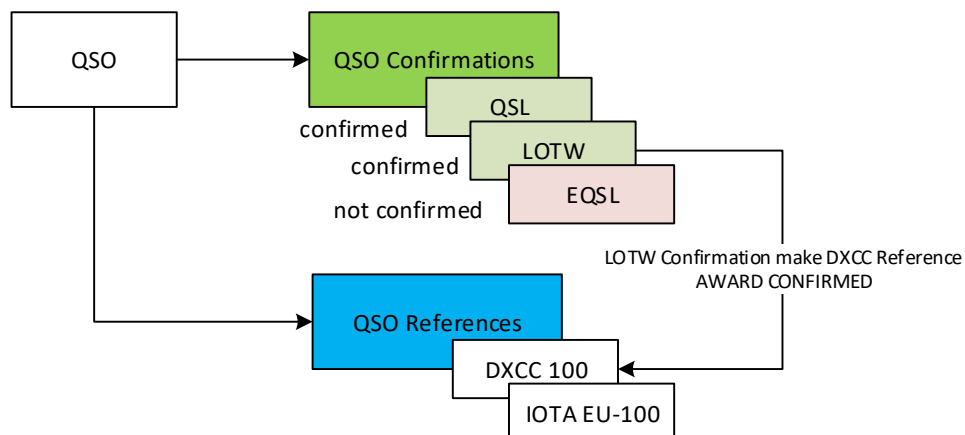 QSO
QSO Confirmations
QSL
confirmed
LOTW
confirmed
EQSL
not confirmed
LOTW Confirmation make DXCC Reference
AWARD CONFIRMED
QSO References
DXCC 100
IOTA EU-100